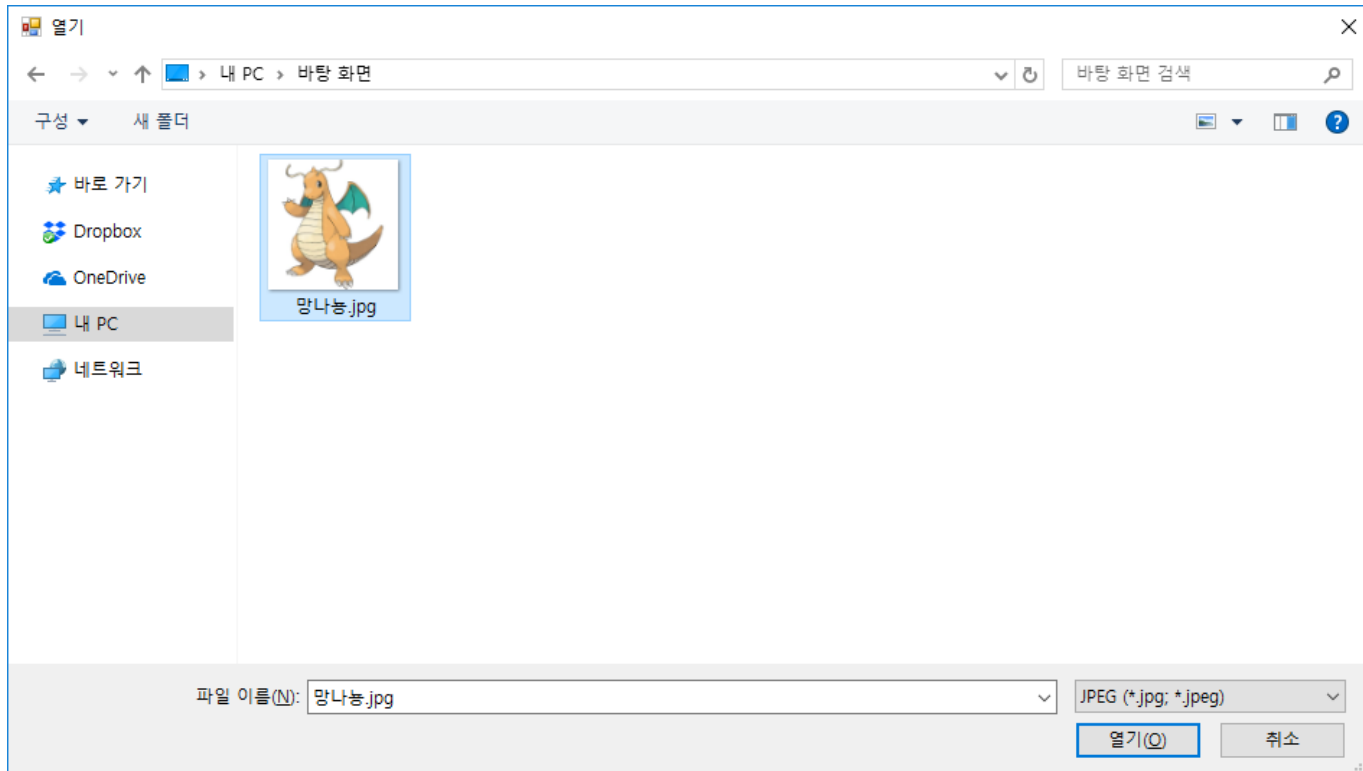 열기
내 PC > 바탕 화면
바탕 화면 검색
구성
새 폴더
바로 가기
Dropbox
OneDrive
내 PC
네트워크
망나뇽.jpg
파일 이름(N):
망나뇽.jpg
JPEG (*.jpg; *.jpeg)
열기(O)
취소